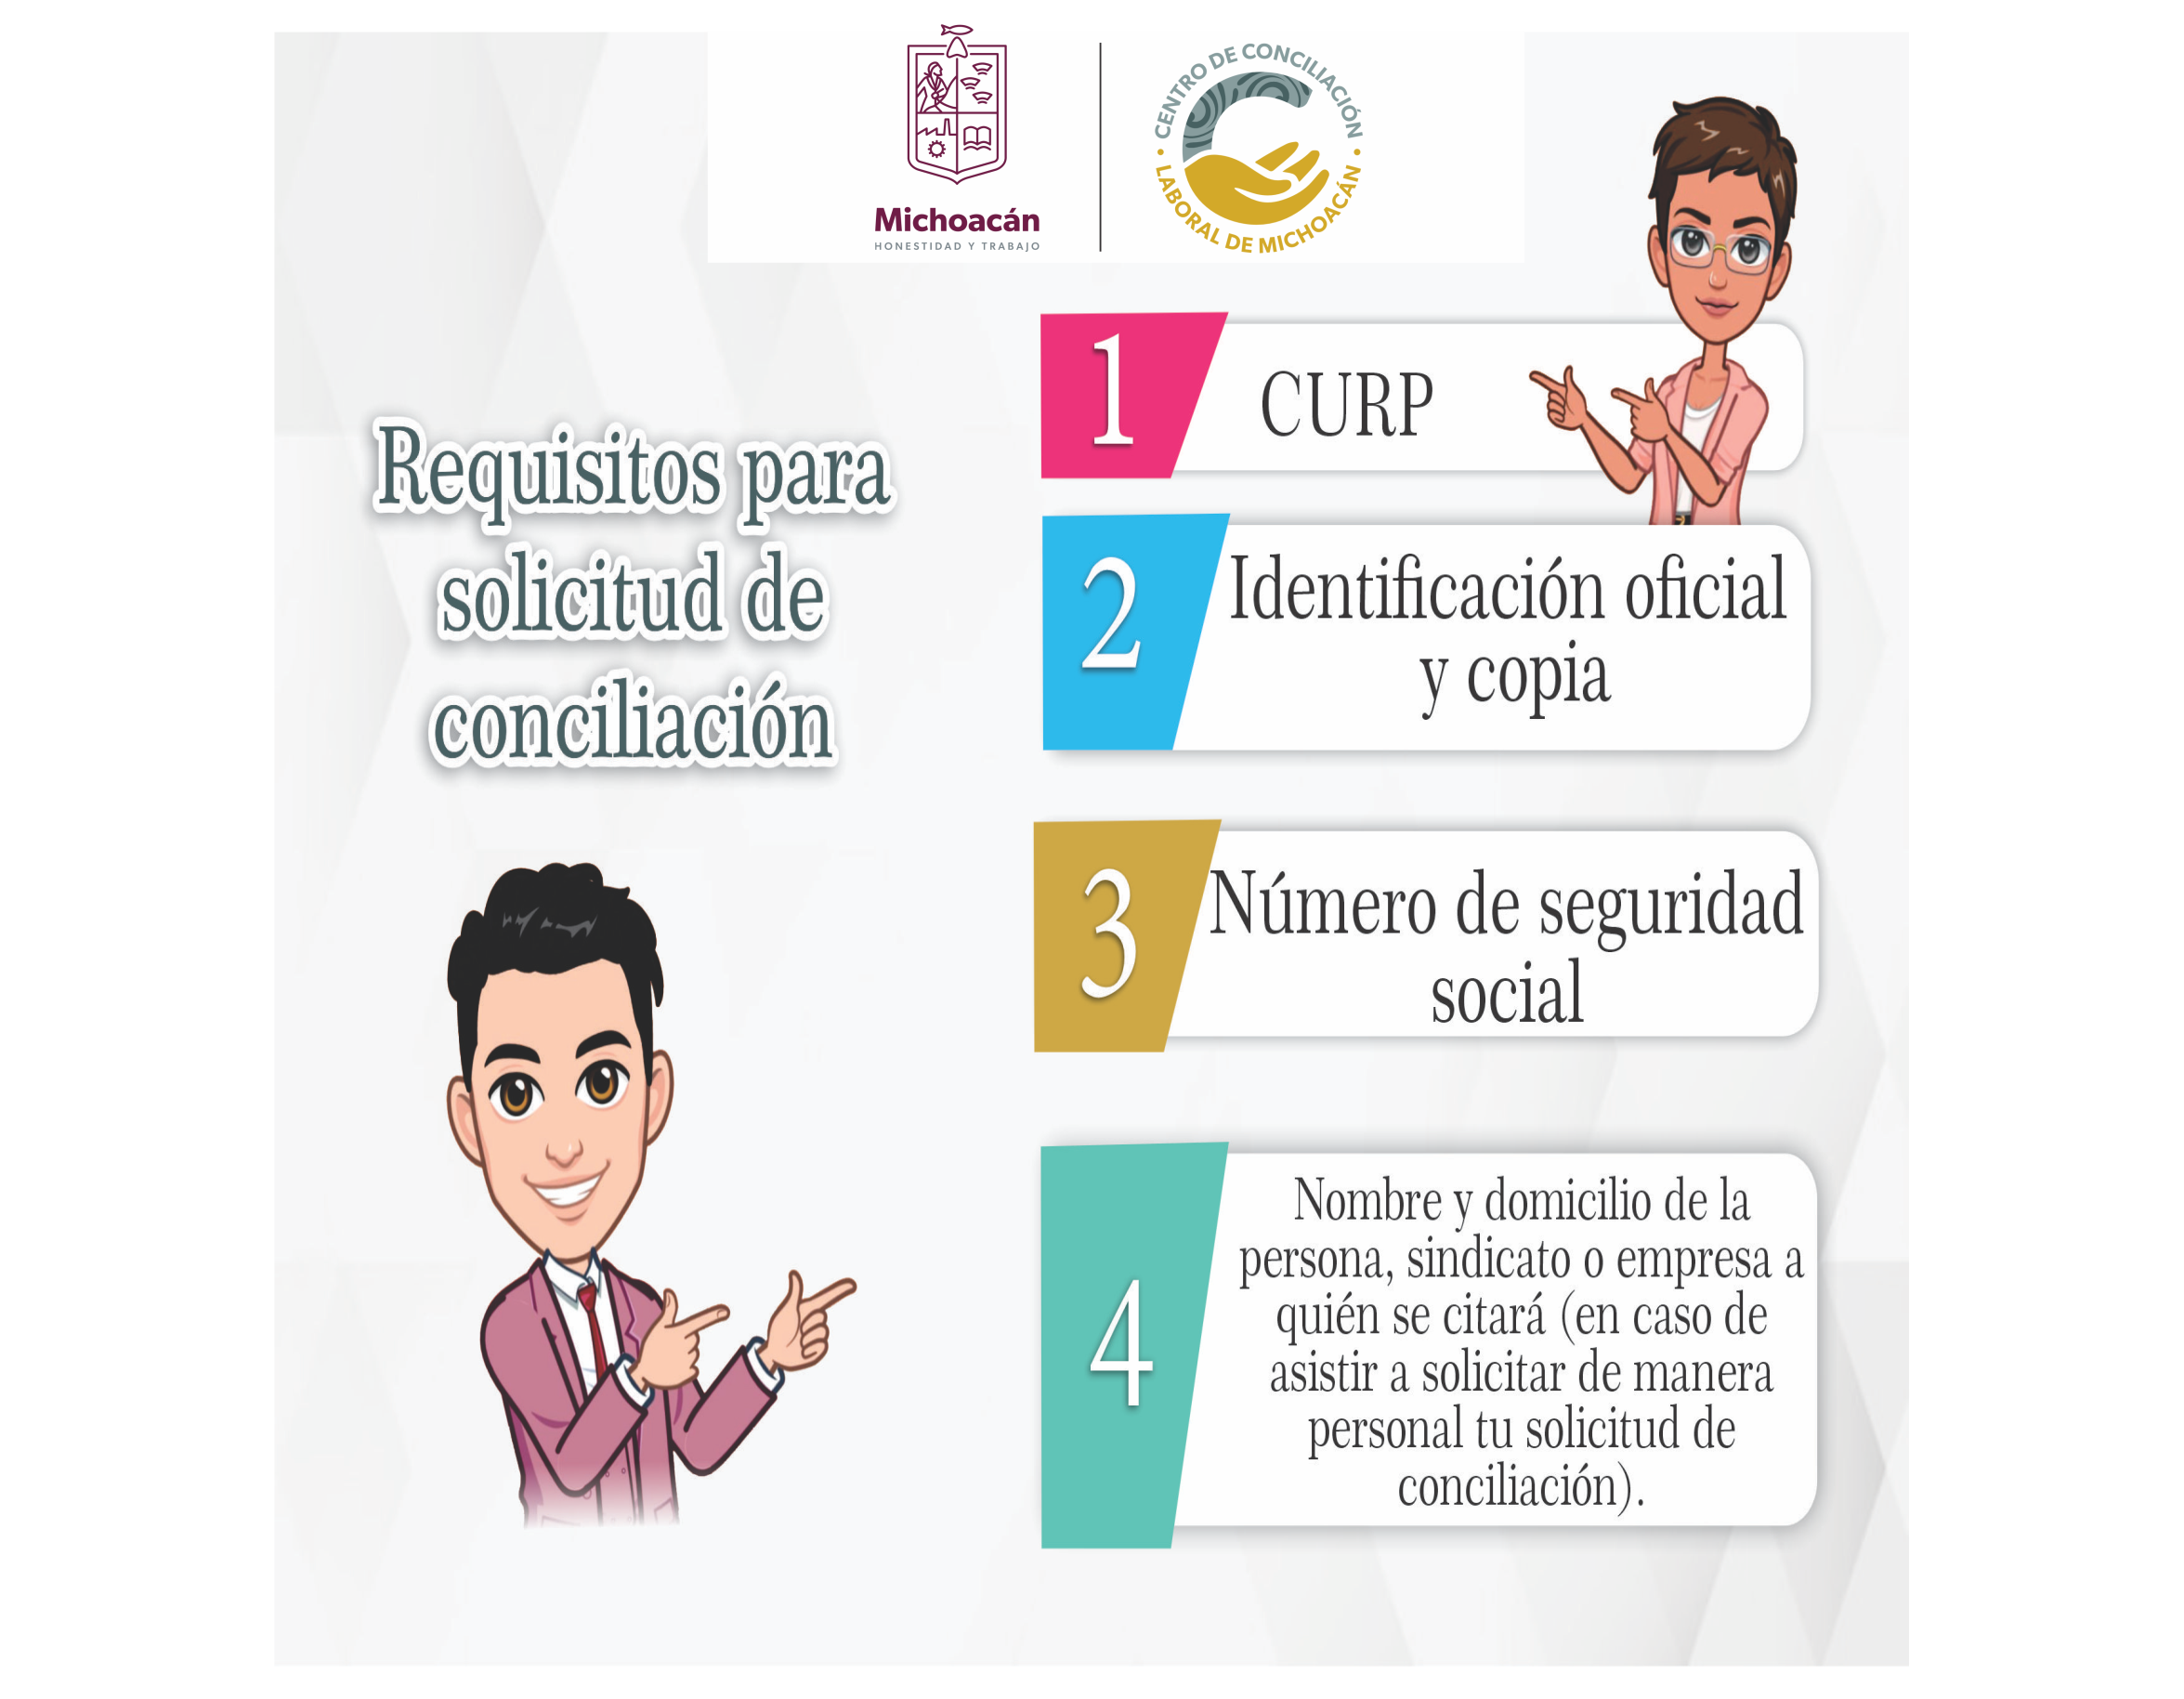 Michoacán
HONESTIDAD Y TRABAJO
CENTRO DE CONCILIACIÓN
LABORAL DE MICHOACÁN
Requisitos para
solicitud de
conciliación
1
CURP
2
Identificación oficial
y copia
3
Número de seguridad
social
4
Nombre y domicilio de la
persona, sindicato o empresa a
quién se citará (en caso de
asistir a solicitar de manera
personal tu solicitud de
conciliación).